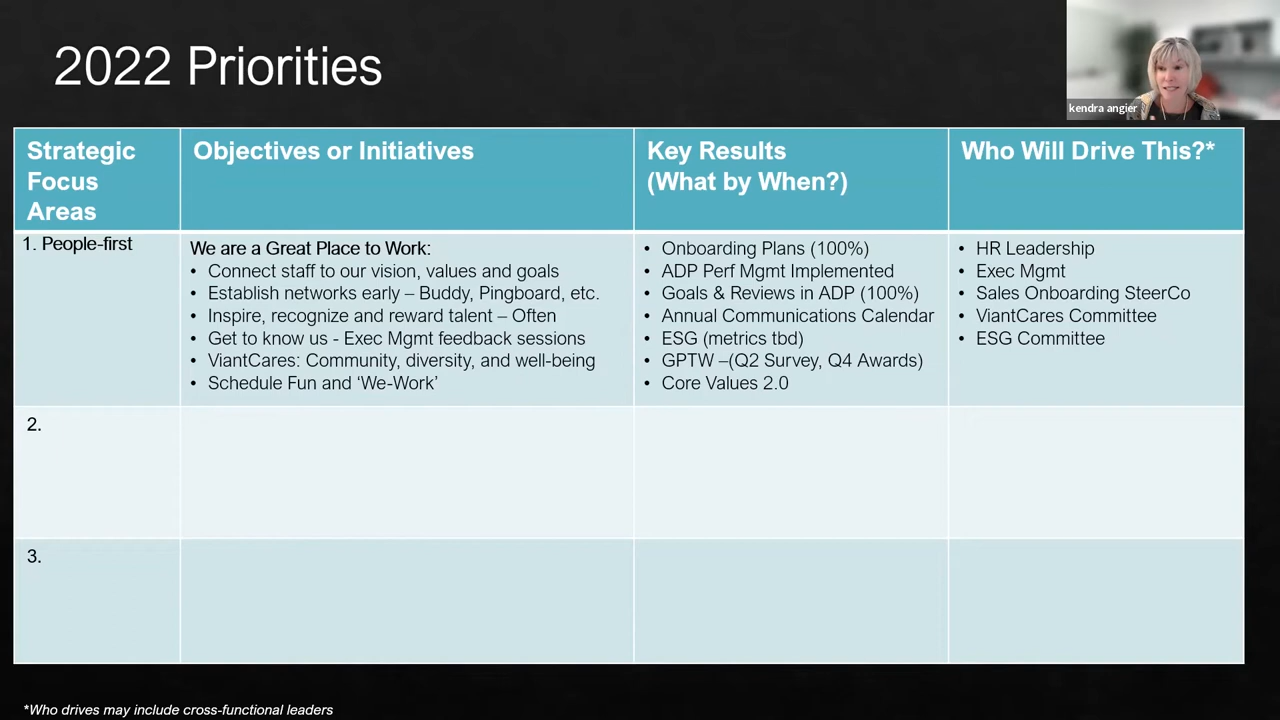 2022 Priorities
kendra angier
Strategic
Focus
Areas
Objectives or Initiatives
Key Results
(What by When?)
Who Will Drive This?*
1. People-first
We are a Great Place to Work:
• Connect staff to our vision, values and goals
• Establish networks early – Buddy, Pingboard, etc.
• Inspire, recognize and reward talent – Often
• Get to know us - Exec Mgmt feedback sessions
• ViantCares: Community, diversity, and well-being
• Schedule Fun and ‘We-Work’
• Onboarding Plans (100%)
• ADP Perf Mgmt Implemented
• Goals & Reviews in ADP (100%)
• Annual Communications Calendar
• ESG (metrics tbd)
• GPTW –(Q2 Survey, Q4 Awards)
• Core Values 2.0
• HR Leadership
• Exec Mgmt
• Sales Onboarding SteerCo
• ViantCares Committee
• ESG Committee
2.
3.
*Who drives may include cross-functional leaders